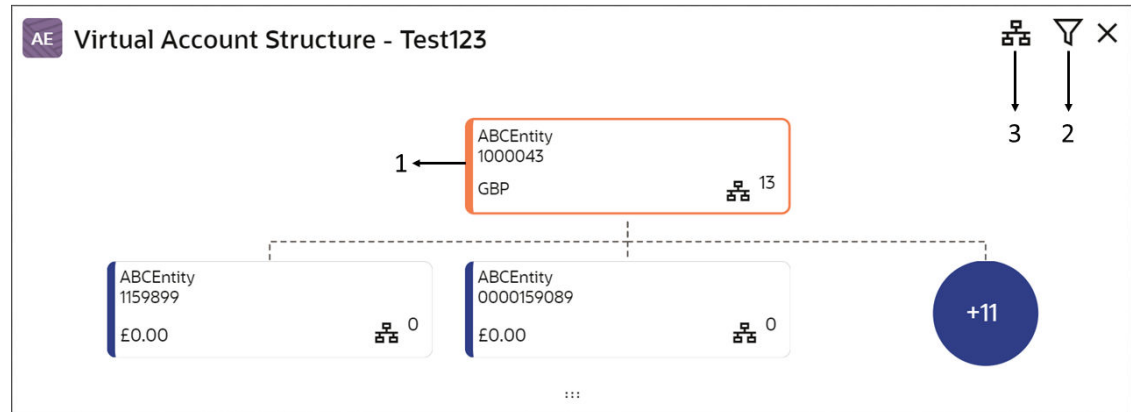 AE Virtual Account Structure - Test123
3 2
1
ABCEntity
1000043
GBP 13
ABCEntity
1159899
£0.00 0
ABCEntity
0000159089
£0.00 0
+11